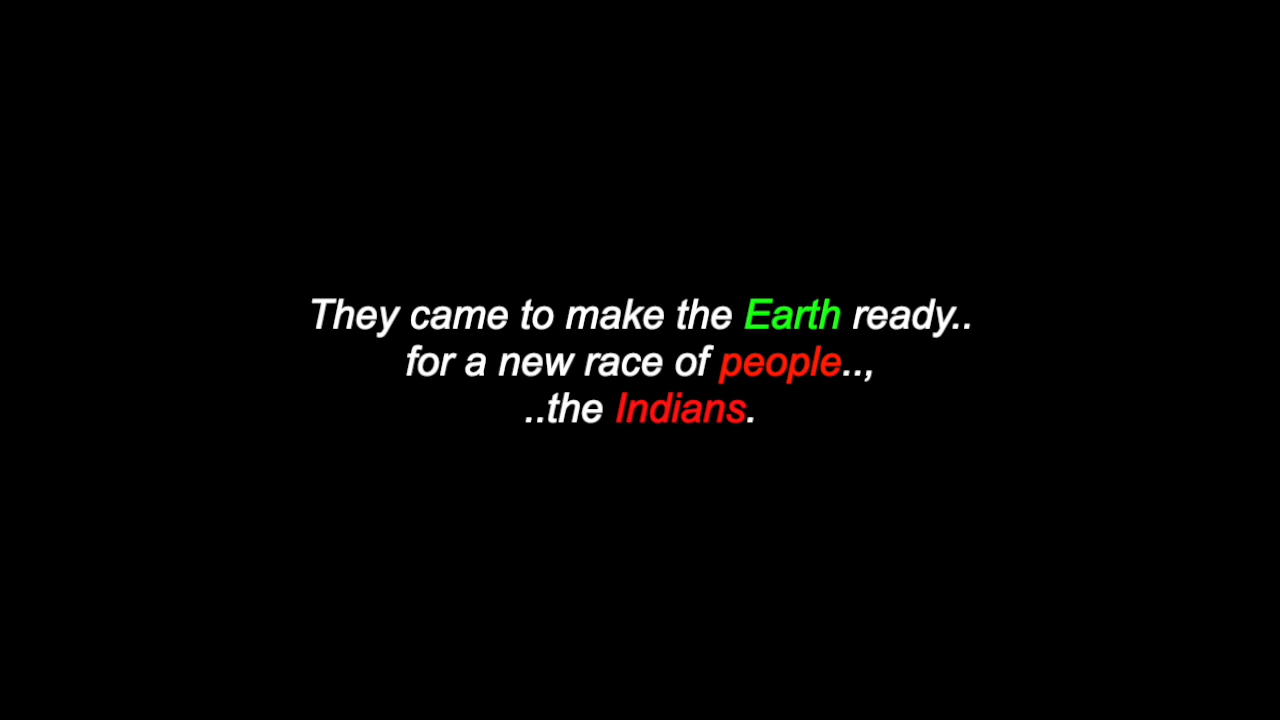 They came to make the Earth ready..
for a new race of people..,
..the Indians.